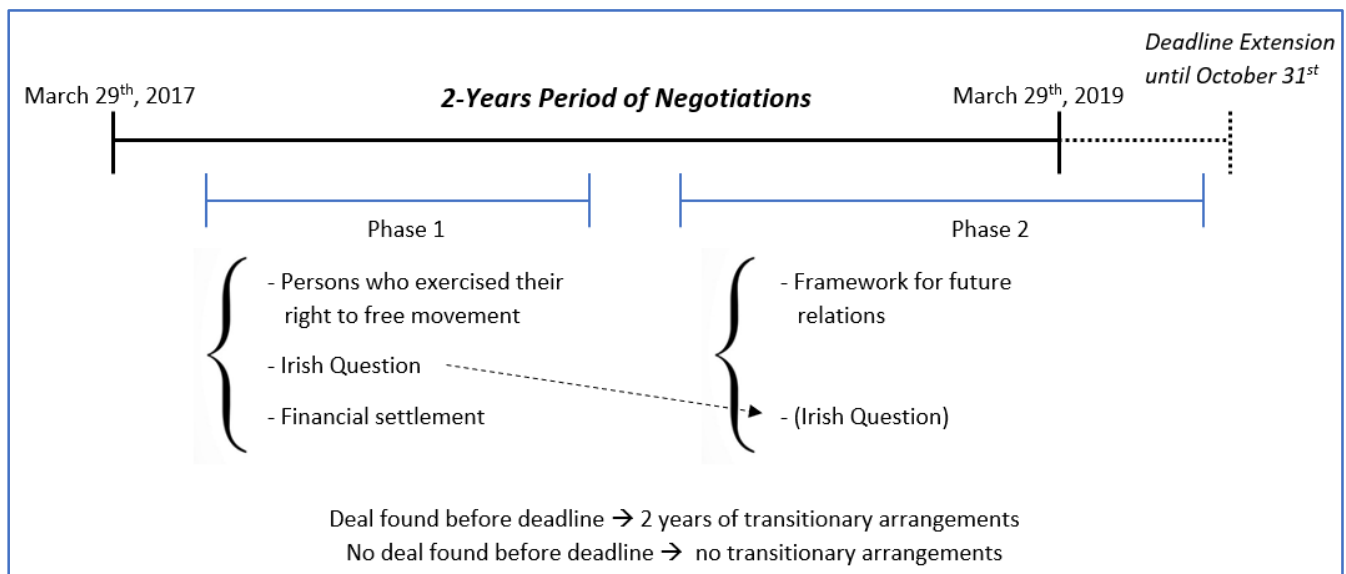 Deadline Extension
until October 31st
March 29th, 2017
2-Years Period of Negotiations
March 29th, 2019
Phase 1
- Persons who exercised their
right to free movement
- Irish Question
- Financial settlement
Phase 2
- Framework for future
relations
- (Irish Question)
Deal found before deadline → 2 years of transitionary arrangements
No deal found before deadline → no transitionary arrangements